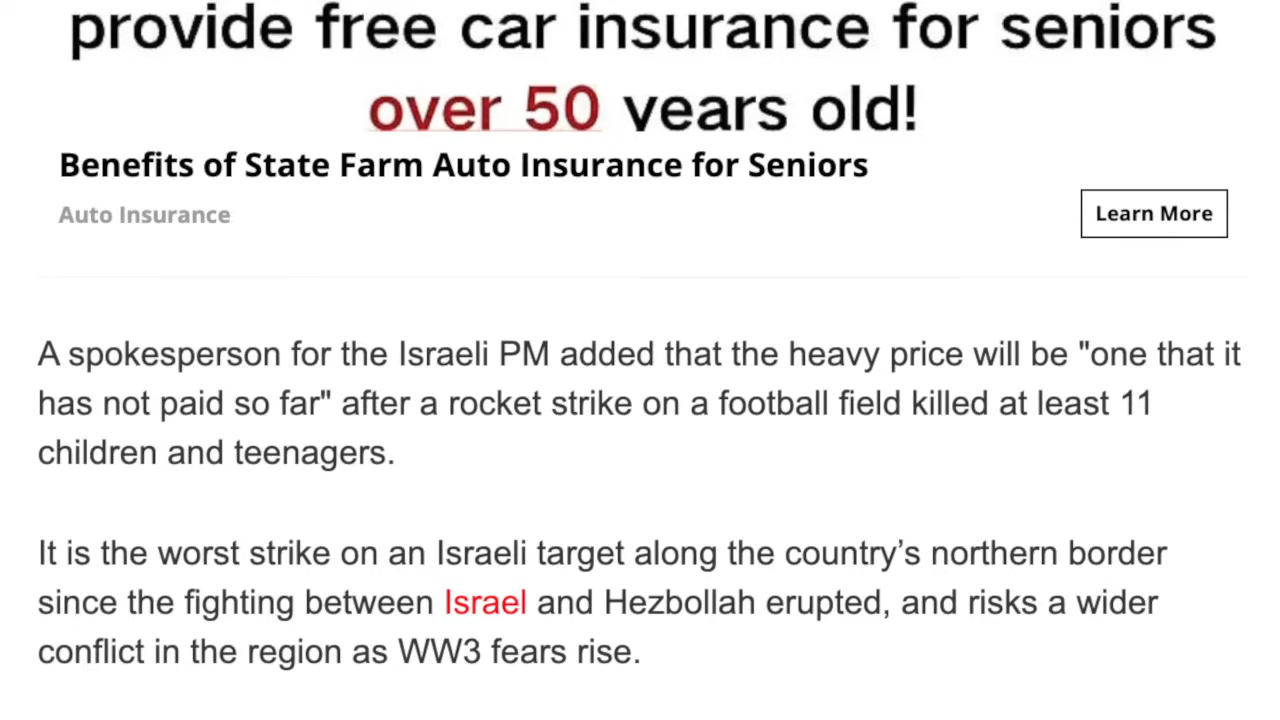 provide free car insurance for seniors
over 50 years old!
Benefits of State Farm Auto Insurance for Seniors
Auto Insurance
Learn More
A spokesperson for the Israeli PM added that the heavy price will be "one that it
has not paid so far" after a rocket strike on a football field killed at least 11
children and teenagers.
It is the worst strike on an Israeli target along the country’s northern border
since the fighting between Israel and Hezbollah erupted, and risks a wider
conflict in the region as WW3 fears rise.